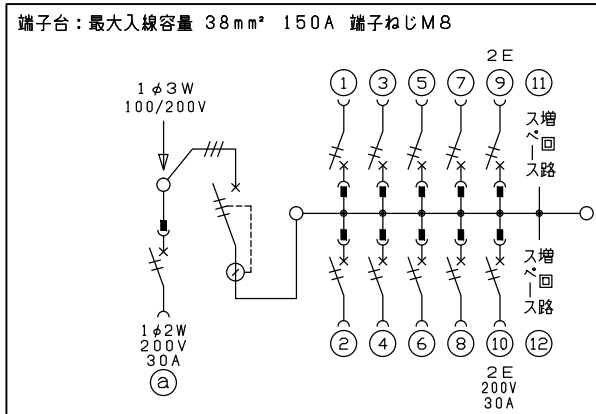 端子台：最大入線容量 38mm² 150A 端子ねじM8
1φ3W
100/200V
2E
① ③ ⑤ ⑦ ⑨ ⑪
増回路
スペース
増回路
スペース
② ④ ⑥ ⑧ ⑩ ⑫
2E
200V
30A
1φ2W
200V
30A
ⓐ